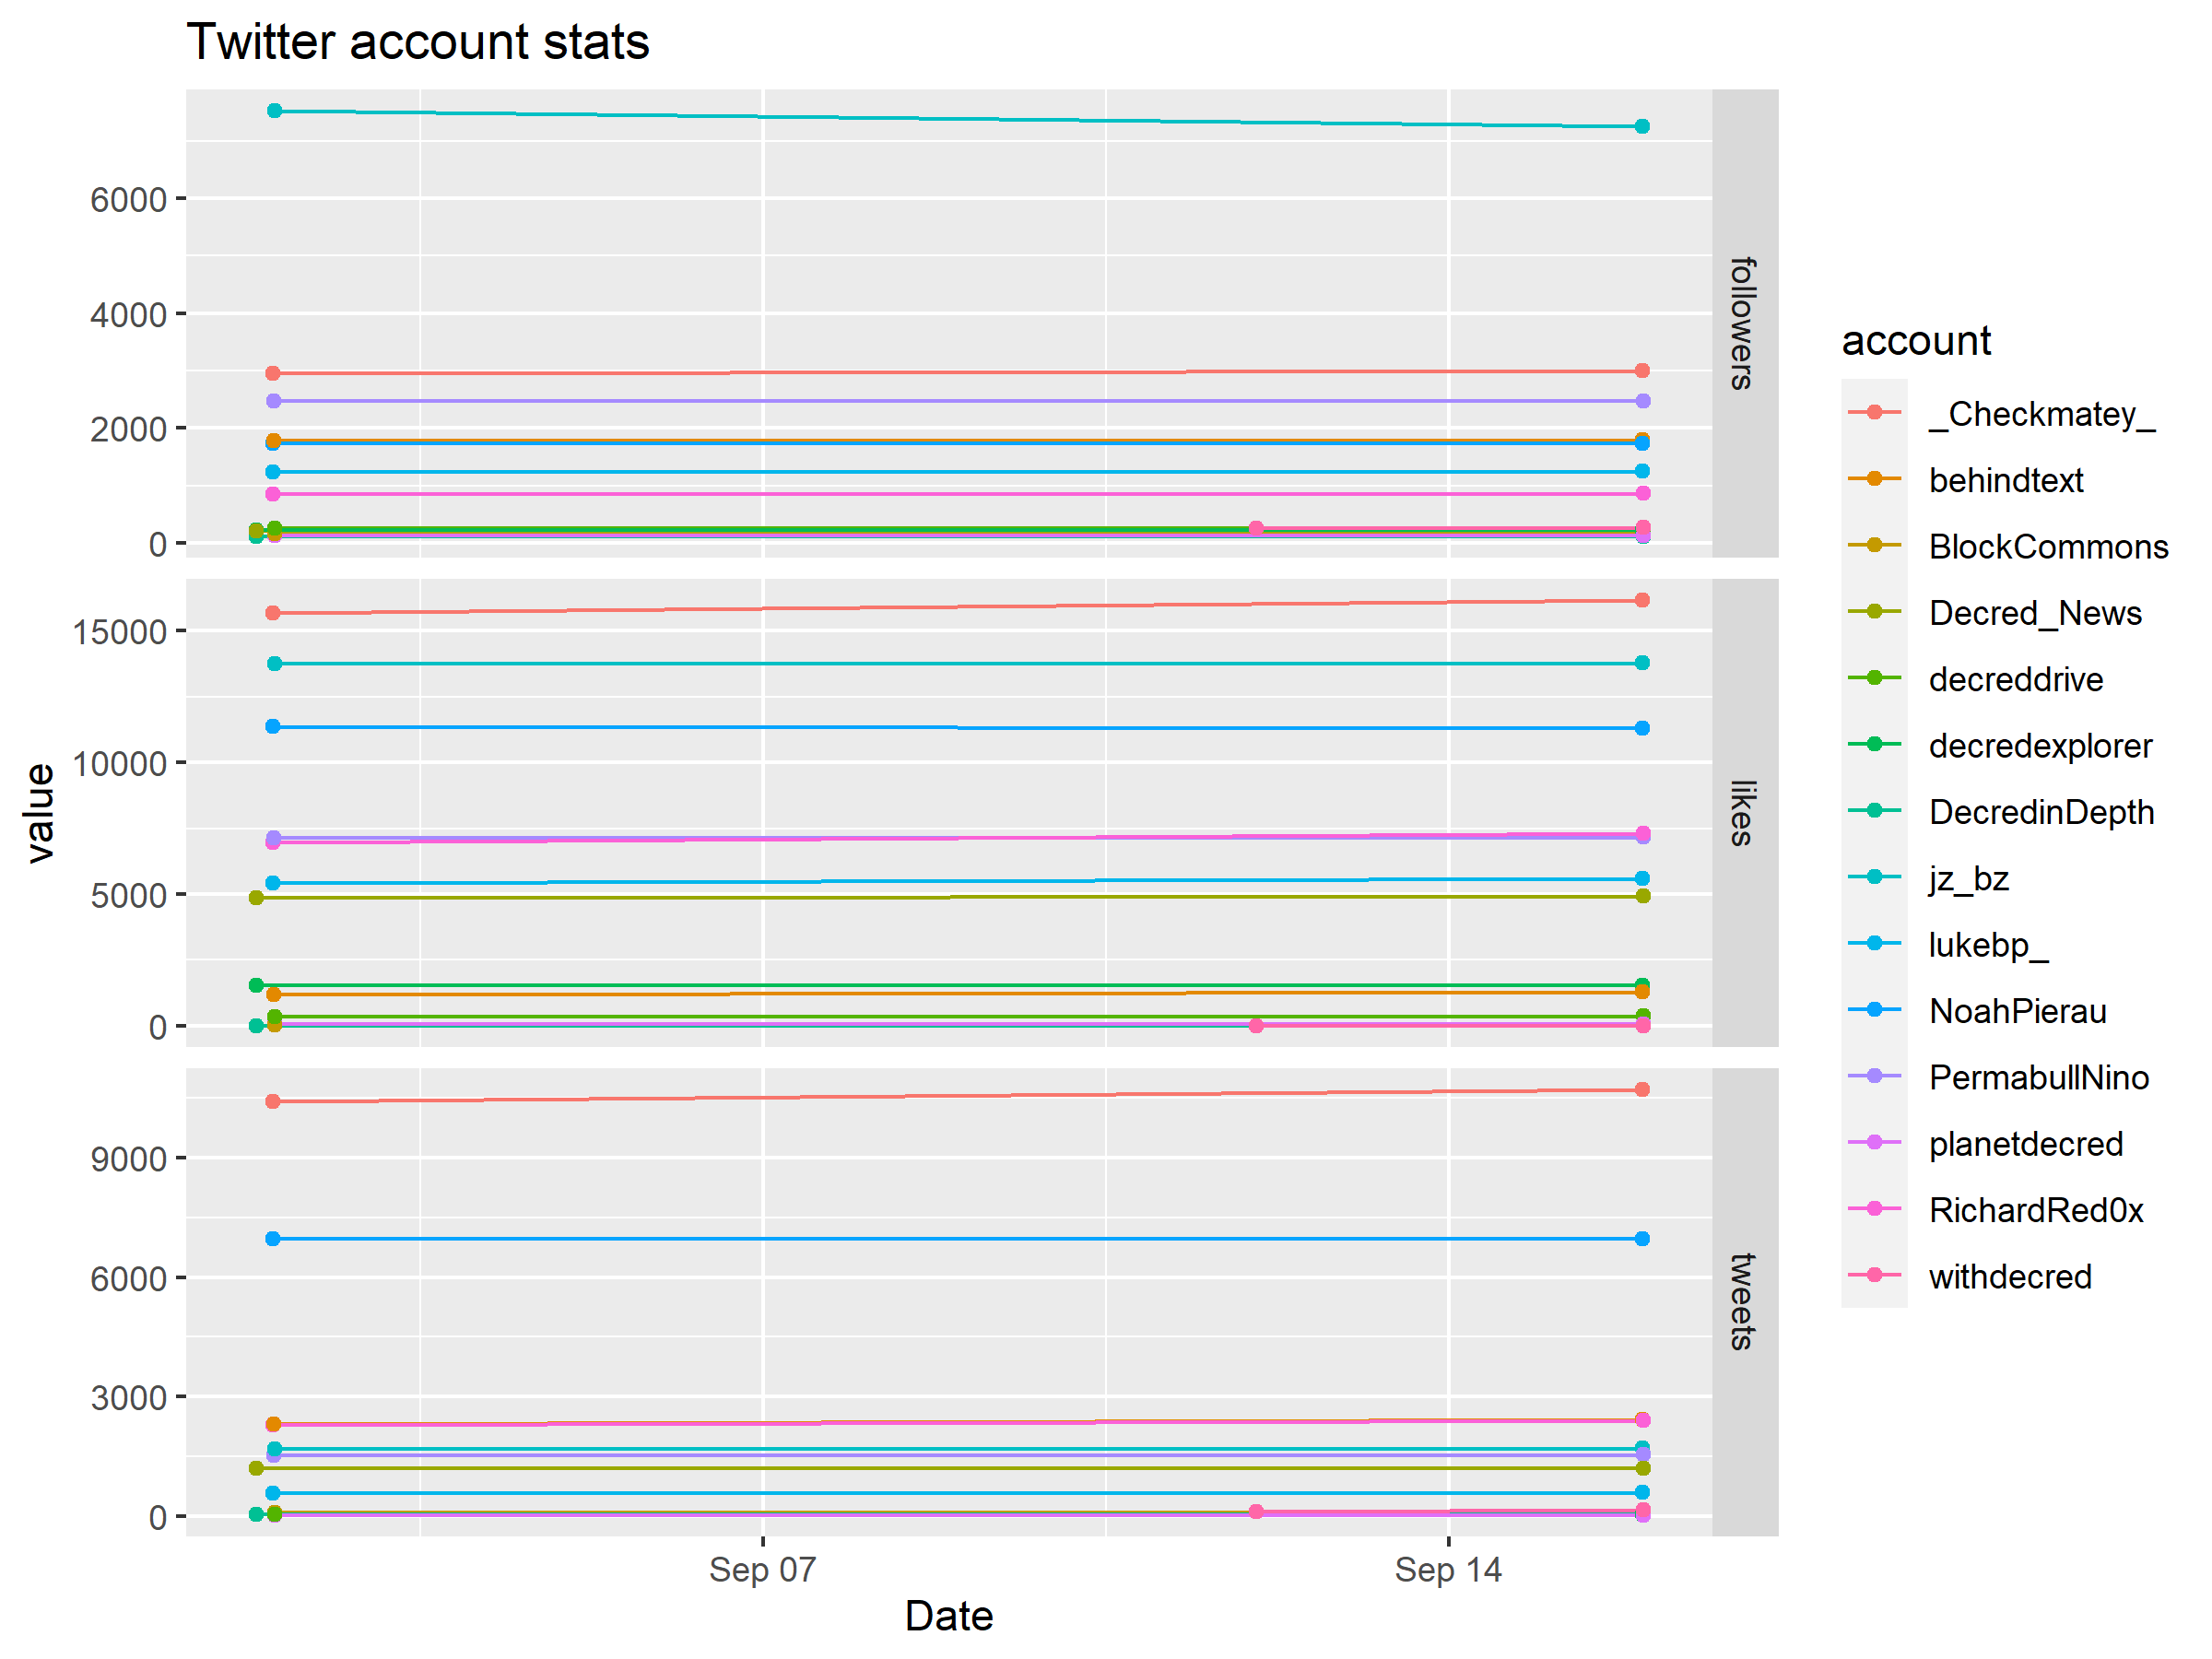 Twitter account stats
6000
4000
2000
0
followers
15000
10000
5000
0
likes
9000
6000
3000
0
tweets
value
Sep 07
Sep 14
Date
account
_Checkmatey_
behindtext
BlockCommons
Decred_News
decreddrive
decredexplorer
DecredinDepth
jz_bz
lukebp_
NoahPierau
PermabullNino
planetdecred
RichardRed0x
withdecred